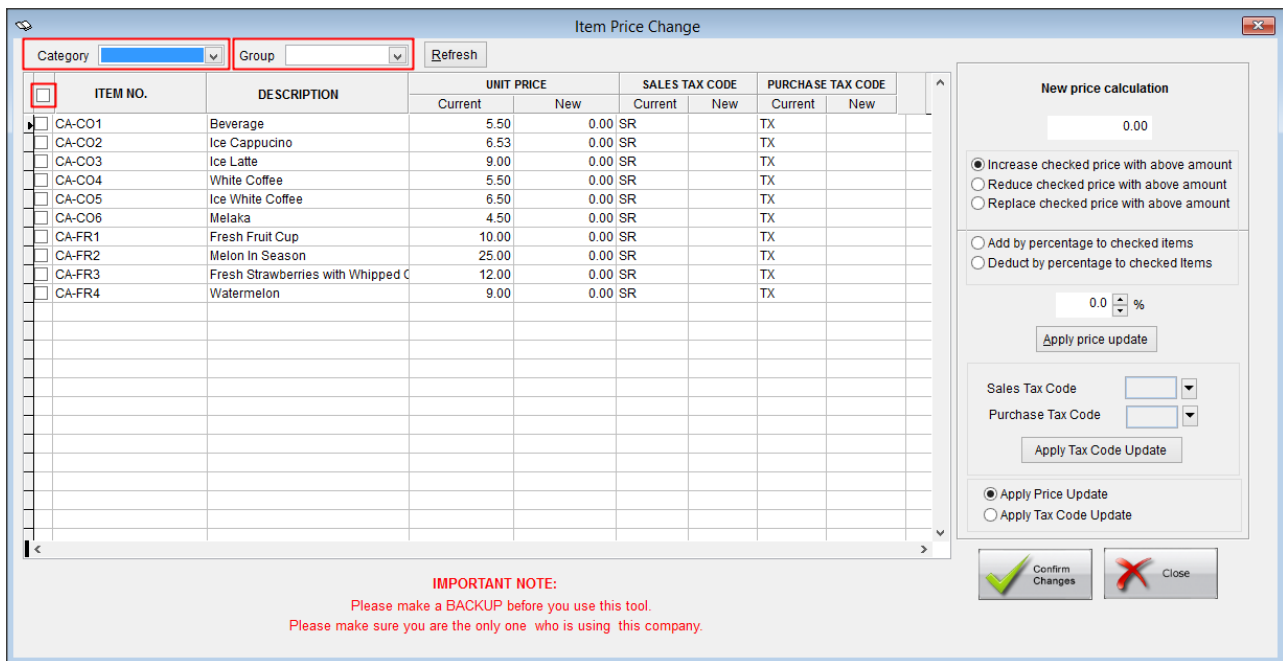 Item Price Change
Category Group Refresh
ITEM NO. DESCRIPTION UNIT PRICE SALES TAX CODE PURCHASE TAX CODE
Current New Current New Current New
CA-CO1 Beverage 5.50 0.00 SR TX
CA-CO2 Ice Cappucino 6.53 0.00 SR TX
CA-CO3 Ice Latte 9.00 0.00 SR TX
CA-CO4 White Coffee 5.50 0.00 SR TX
CA-CO5 Ice White Coffee 6.50 0.00 SR TX
CA-CO6 Melaka 4.50 0.00 SR TX
CA-FR1 Fresh Fruit Cup 10.00 0.00 SR TX
CA-FR2 Melon In Season 25.00 0.00 SR TX
CA-FR3 Fresh Strawberries with Whipped C 12.00 0.00 SR TX
CA-FR4 Watermelon 9.00 0.00 SR TX
New price calculation
0.00
Increase checked price with above amount
Reduce checked price with above amount
Replace checked price with above amount
Add by percentage to checked items
Deduct by percentage to checked Items
0.0 %
Apply price update
Sales Tax Code
Purchase Tax Code
Apply Tax Code Update
Apply Price Update
Apply Tax Code Update
Confirm
Changes
Close
IMPORTANT NOTE:
Please make a BACKUP before you use this tool.
Please make sure you are the only one who is using this company.